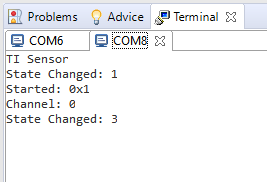 Problems Advice Terminal
COM6 COM8
TI Sensor
State Changed: 1
Started: 0x1
Channel: 0
State Changed: 3